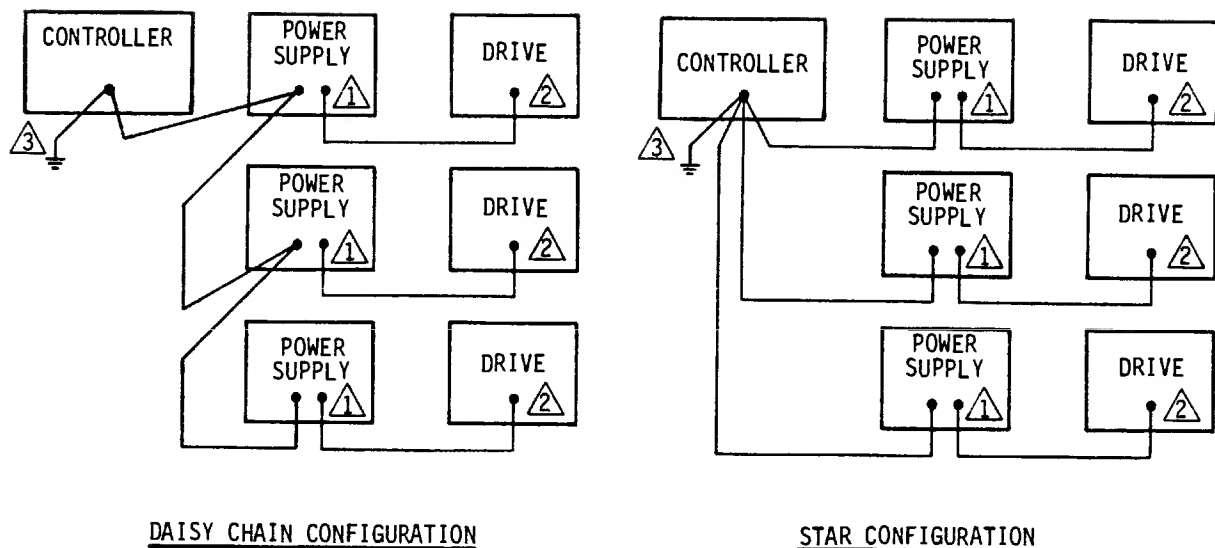 CONTROLLER
POWER
SUPPLY
1
DRIVE
2
3
POWER
SUPPLY
1
DRIVE
2
POWER
SUPPLY
1
DRIVE
2
DAISY CHAIN CONFIGURATION
CONTROLLER
POWER
SUPPLY
1
DRIVE
2
3
POWER
SUPPLY
1
DRIVE
2
POWER
SUPPLY
1
DRIVE
2
STAR CONFIGURATION